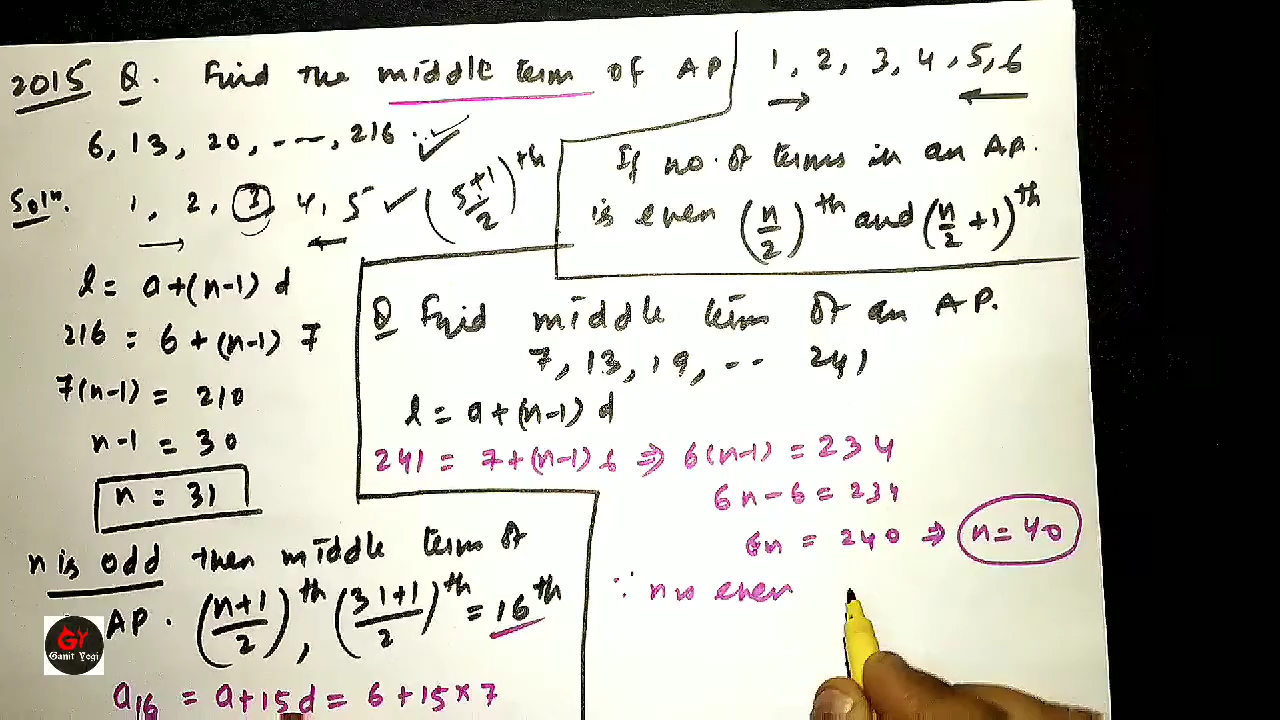 2015 Q. Find the middle term of AP
6, 13, 20, ----, 216
Soln. 1, 2, 3, 4, 5 ✓ (5+1/2)th
l = a+(n-1) d
216 = 6 + (n-1) 7
7(n-1) = 210
n-1 = 30
n = 31
n is odd then middle term of
AP. (n+1/2)th, (31+1/2)th = 16th
a16 = a+15d = 6+15×7
1, 2, 3, 4, 5, 6
If no. of terms in an AP.
is even (n/2)th and (n/2+1)th
Q Find middle term of an AP.
7, 13, 19, -- 241
l = a+(n-1) d
241 = 7+(n-1) 6 ⇒ 6(n-1) = 234
6n-6 = 234
6n = 240 ⇒ n=40
∵ n is even
GY
Ganit Yogi